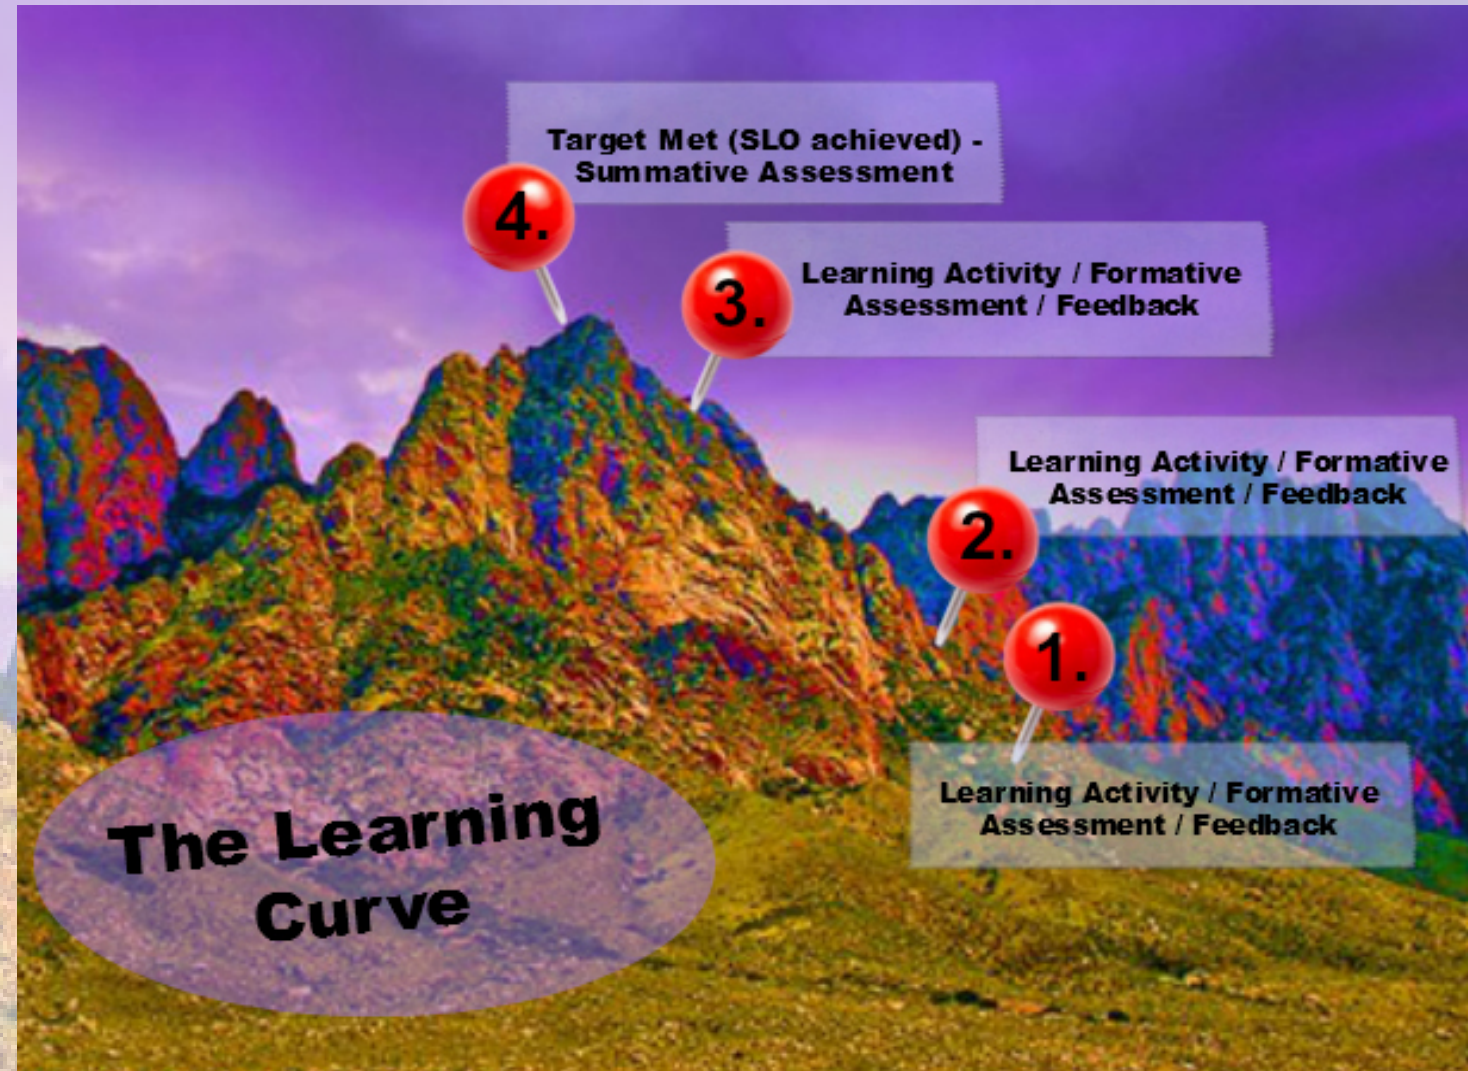 4.
Target Met (SLO achieved) -
Summative Assessment
3.
Learning Activity / Formative
Assessment / Feedback
2.
Learning Activity / Formative
Assessment / Feedback
1.
Learning Activity / Formative
Assessment / Feedback
The Learning
Curve